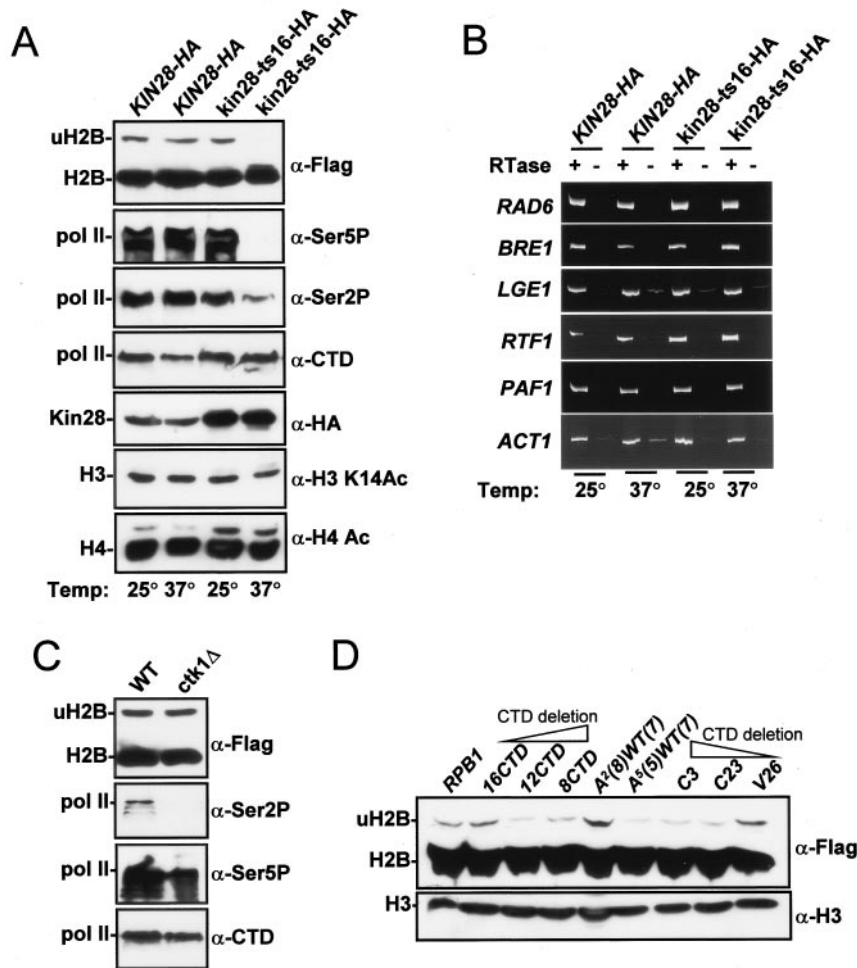 A
KIN28-HA KIN28-HA kin28-ts16-HA kin28-ts16-HA
uH2B-
H2B- α-Flag
pol II- α-Ser5P
pol II- α-Ser2P
pol II- α-CTD
Kin28- α-HA
H3- α-H3 K14Ac
H4- α-H4 Ac
Temp: 25° 37° 25° 37°
B
KIN28-HA KIN28-HA kin28-ts16-HA kin28-ts16-HA
RTase + - + - + - + -
RAD6
BRE1
LGE1
RTF1
PAF1
ACT1
Temp: 25° 37° 25° 37°
C
WT ctk1Δ
uH2B-
H2B- α-Flag
pol II- α-Ser2P
pol II- α-Ser5P
pol II- α-CTD
D
CTD deletion CTD deletion
RPB1 16CTD 12CTD 8CTD A²(8)WT(7) A⁵(5)WT(7) C3 C23 V26
uH2B-
H2B- α-Flag
H3- α-H3